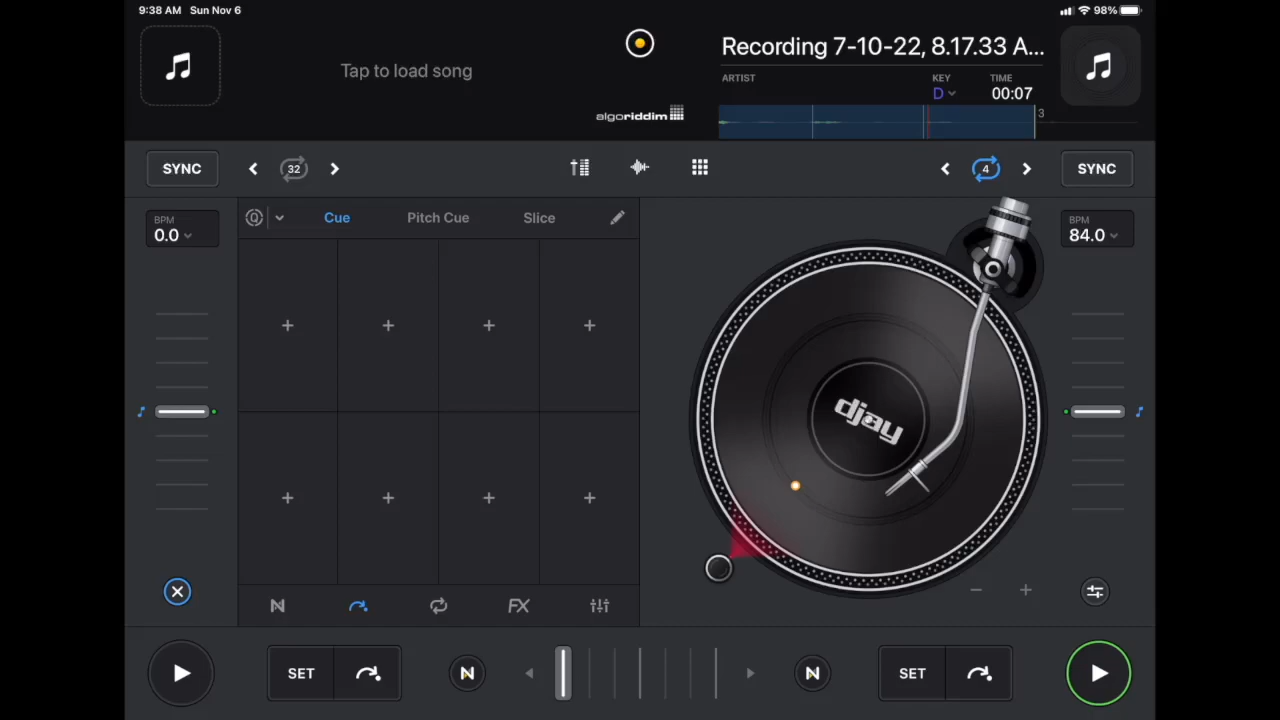 9:38 AM Sun Nov 6
98%
Tap to load song
Recording 7-10-22, 8.17.33 A...
ARTIST
KEY
TIME
D
00:07
algoriddim
3
SYNC
32
4
SYNC
BPM
0.0
Cue
Pitch Cue
Slice
BPM
84.0
djay
FX
SET
SET